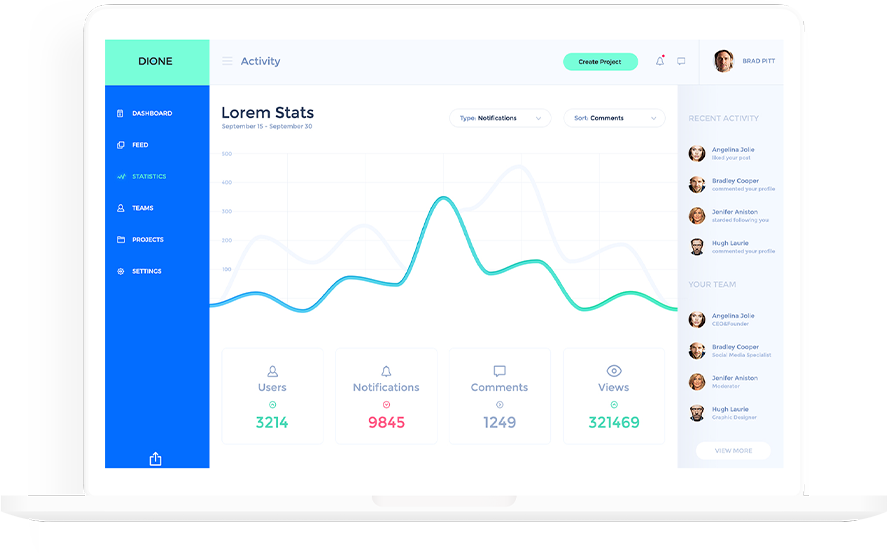 DIONE
Activity
Create Project
BRAD PITT
DASHBOARD
FEED
STATISTICS
TEAMS
PROJECTS
SETTINGS
Lorem Stats
September 15 - September 30
Type: Notifications
Sort: Comments
500
400
300
200
100
Users
3214
Notifications
9845
Comments
1249
Views
321469
RECENT ACTIVITY
Angelina Jolie
liked your post
Bradley Cooper
commented your profile
Jenifer Aniston
started following you
Hugh Laurie
commented your profile
YOUR TEAM
Angelina Jolie
CEO&Founder
Bradley Cooper
Social Media Specialist
Jenifer Aniston
Moderator
Hugh Laurie
Graphic Designer
VIEW MORE